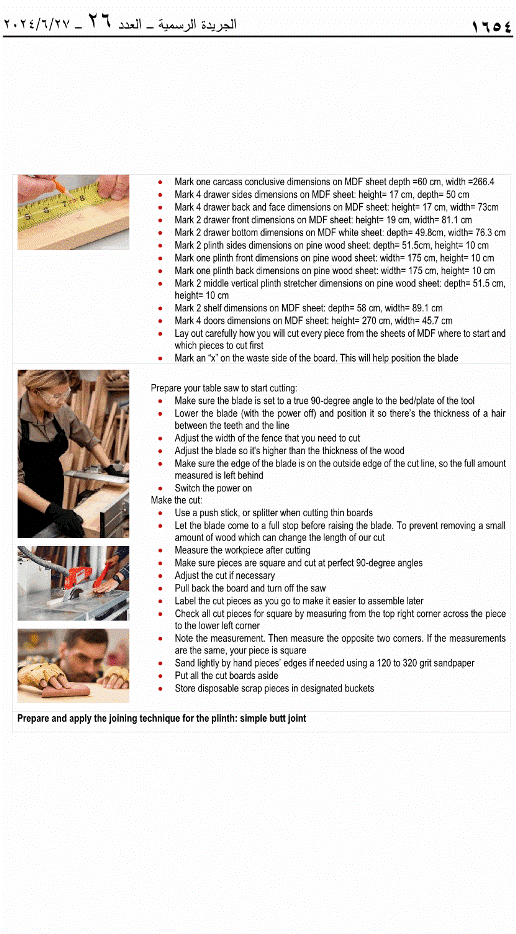 ١٦٥٤
الجريدة الرسمية ــ العدد ٢٦ ــ ٢٠٢٤/٦/٢٧
• Mark one carcass conclusive dimensions on MDF sheet depth =60 cm, width =266.4
• Mark 4 drawer sides dimensions on MDF sheet: height= 17 cm, depth= 50 cm
• Mark 4 drawer back and face dimensions on MDF sheet: height= 17 cm, width= 73cm
• Mark 2 drawer front dimensions on MDF sheet: height= 19 cm, width= 81.1 cm
• Mark 2 drawer bottom dimensions on MDF white sheet: depth= 49.8cm, width= 76.3 cm
• Mark 2 plinth sides dimensions on pine wood sheet: depth= 51.5cm, height= 10 cm
• Mark one plinth front dimensions on pine wood sheet: width= 175 cm, height= 10 cm
• Mark one plinth back dimensions on pine wood sheet: width= 175 cm, height= 10 cm
• Mark 2 middle vertical plinth stretcher dimensions on pine wood sheet: depth= 51.5 cm,
height= 10 cm
• Mark 2 shelf dimensions on MDF sheet: depth= 58 cm, width= 89.1 cm
• Mark 4 doors dimensions on MDF sheet: height= 270 cm, width= 45.7 cm
• Lay out carefully how you will cut every piece from the sheets of MDF where to start and
which pieces to cut first
• Mark an “x” on the waste side of the board. This will help position the blade
Prepare your table saw to start cutting:
• Make sure the blade is set to a true 90-degree angle to the bed/plate of the tool
• Lower the blade (with the power off) and position it so there’s the thickness of a hair
between the teeth and the line
• Adjust the width of the fence that you need to cut
• Adjust the blade so it’s higher than the thickness of the wood
• Make sure the edge of the blade is on the outside edge of the cut line, so the full amount
measured is left behind
• Switch the power on
Make the cut:
• Use a push stick, or splitter when cutting thin boards
• Let the blade come to a full stop before raising the blade. To prevent removing a small
amount of wood which can change the length of our cut
• Measure the workpiece after cutting
• Make sure pieces are square and cut at perfect 90-degree angles
• Adjust the cut if necessary
• Pull back the board and turn off the saw
• Label the cut pieces as you go to make it easier to assemble later
• Check all cut pieces for square by measuring from the top right corner across the piece
to the lower left corner
• Note the measurement. Then measure the opposite two corners. If the measurements
are the same, your piece is square
• Sand lightly by hand pieces’ edges if needed using a 120 to 320 grit sandpaper
• Put all the cut boards aside
• Store disposable scrap pieces in designated buckets
Prepare and apply the joining technique for the plinth: simple butt joint